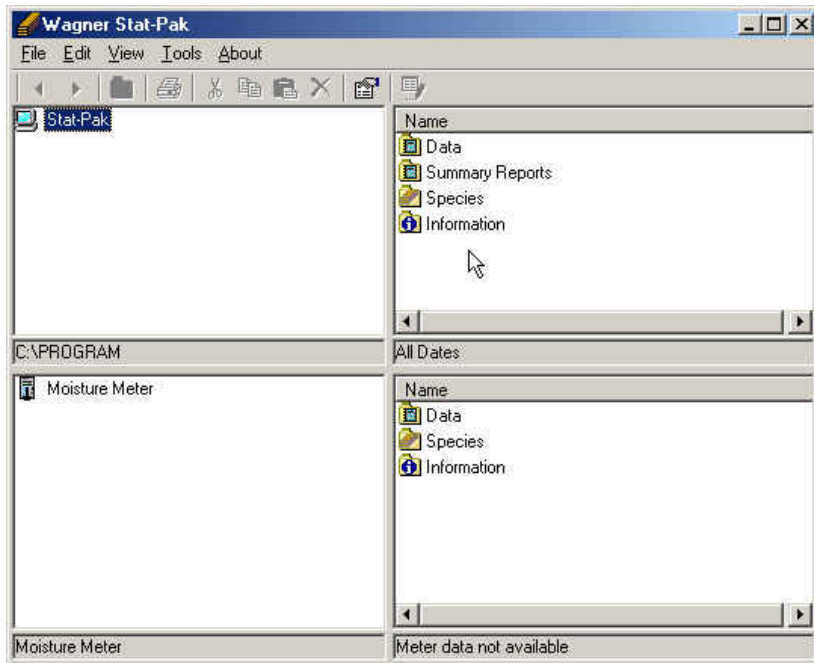 Wagner Stat-Pak
File Edit View Tools About
Stat-Pak
Name
Data
Summary Reports
Species
Information
C:\PROGRAM
All Dates
Moisture Meter
Name
Data
Species
Information
Moisture Meter
Meter data not available